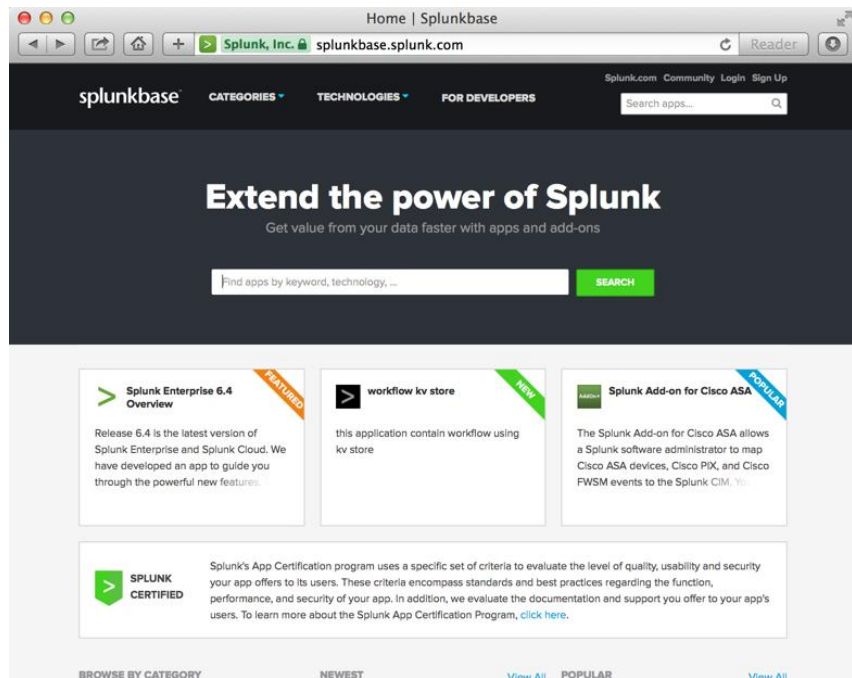 Home | Splunkbase
Splunk, Inc. splunkbase.splunk.com
Reader
Splunk.com Community Login Sign Up
splunkbase CATEGORIES TECHNOLOGIES FOR DEVELOPERS
Search apps...
Extend the power of Splunk
Get value from your data faster with apps and add-ons
Find apps by keyword, technology, ...
SEARCH
FEATURED
Splunk Enterprise 6.4
Overview
Release 6.4 is the latest version of
Splunk Enterprise and Splunk Cloud. We
have developed an app to guide you
through the powerful new features,
NEW
workflow kv store
this application contain workflow using
kv store
POPULAR
AddOn+
Splunk Add-on for Cisco ASA
The Splunk Add-on for Cisco ASA allows
a Splunk software administrator to map
Cisco ASA devices, Cisco PIX, and Cisco
FWSM events to the Splunk CIM. You
SPLUNK
CERTIFIED
Splunk's App Certification program uses a specific set of criteria to evaluate the level of quality, usability and security
your app offers to its users. These criteria encompass standards and best practices regarding the function,
performance, and security of your app. In addition, we evaluate the documentation and support you offer to your app's
users. To learn more about the Splunk App Certification Program, click here.
BROWSE BY CATEGORY
NEWEST View All
POPULAR View All